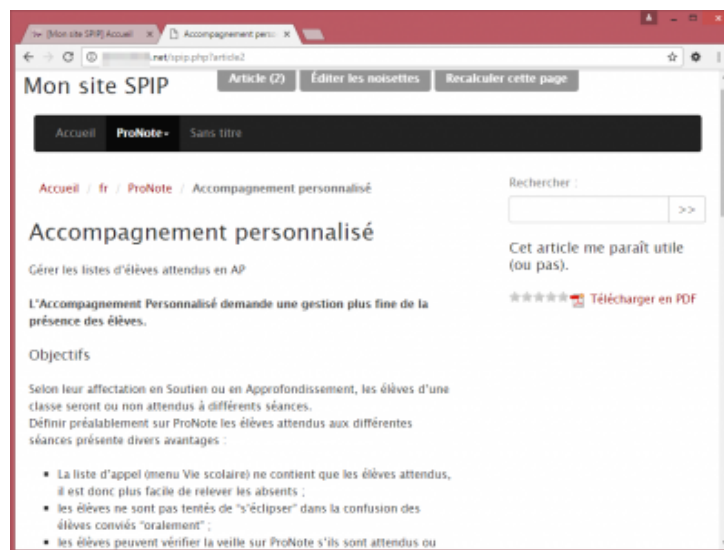 [Mon site SPIP] Accueil
Accompagnement pers
.net/spip.php?article2
Mon site SPIP
Article (2)
Éditer les noisettes
Recalculer cette page
Accueil
ProNote
Sans titre
Accueil / fr / ProNote / Accompagnement personnalisé
Accompagnement personnalisé
Gérer les listes d'élèves attendus en AP
L'Accompagnement Personnalisé demande une gestion plus fine de la
présence des élèves.
Objectifs
Selon leur affectation en Soutien ou en Approfondissement, les élèves d'une
classe seront ou non attendus à différents séances.
Définir préalablement sur ProNote les élèves attendus aux différentes
séances présente divers avantages :
La liste d'appel (menu Vie scolaire) ne contient que les élèves attendus,
il est donc plus facile de relever les absents ;
les élèves ne sont pas tentés de "s'éclipser" dans la confusion des
élèves conviés "oralement" ;
les élèves peuvent vérifier la veille sur ProNote s'ils sont attendus ou
Rechercher :
>>
Cet article me paraît utile
(ou pas).
Télécharger en PDF